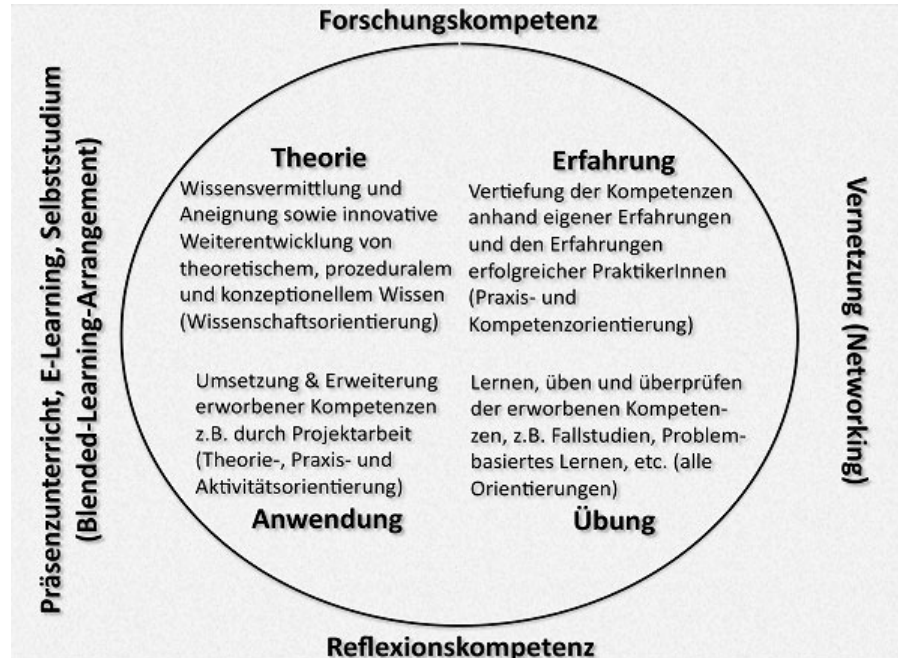 Forschungskompetenz
Präsenzunterricht, E-Learning, Selbststudium
(Blended-Learning-Arrangement)
Theorie
Wissensvermittlung und
Aneignung sowie innovative
Weiterentwicklung von
theoretischem, prozeduralem
und konzeptionellem Wissen
(Wissenschaftsorientierung)
Erfahrung
Vertiefung der Kompetenzen
anhand eigener Erfahrungen
und den Erfahrungen
erfolgreicher PraktikerInnen
(Praxis- und
Kompetenzorientierung)
Umsetzung & Erweiterung
erworbener Kompetenzen
z.B. durch Projektarbeit
(Theorie-, Praxis- und
Aktivitätsorientierung)
Anwendung
Lernen, üben und überprüfen
der erworbenen Kompeten-
zen, z.B. Fallstudien, Problem-
basiertes Lernen, etc. (alle
Orientierungen)
Übung
Vernetzung (Networking)
Reflexionskompetenz